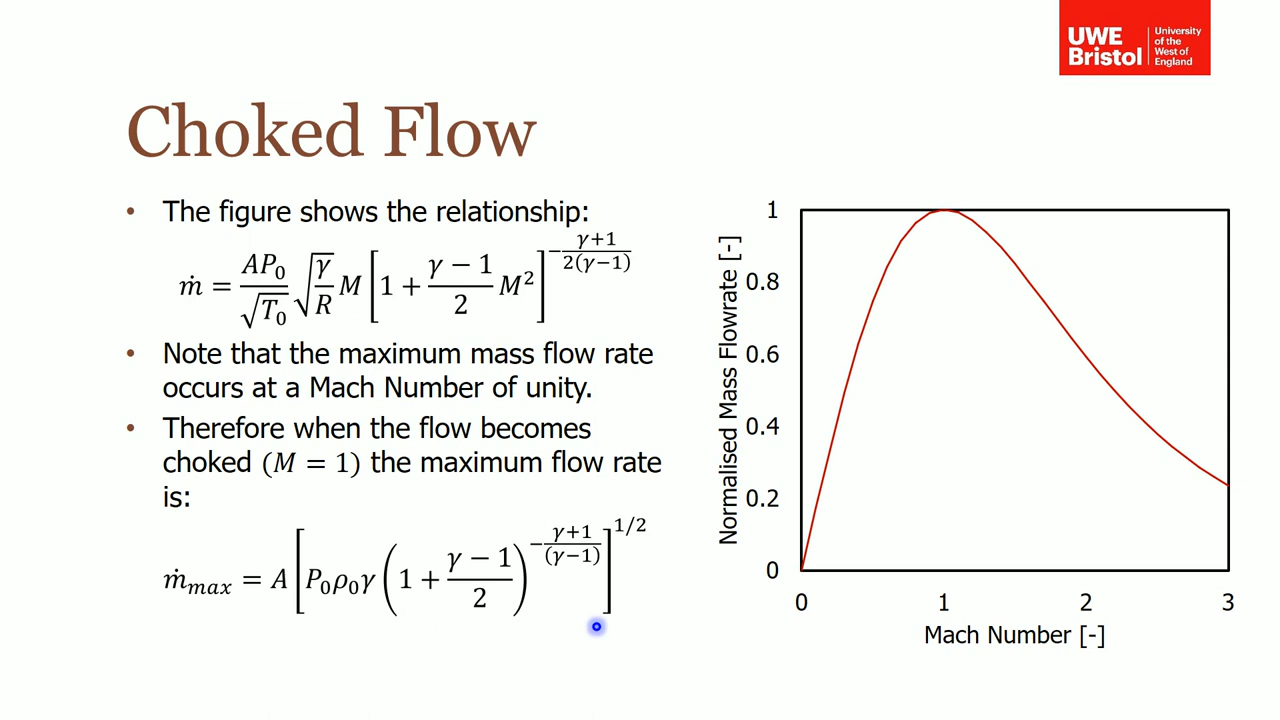 UWE Bristol
University of the West of England
Choked Flow
• The figure shows the relationship:
ṁ = AP₀/√T₀ √(γ/R) M [1 + (γ − 1)/2 M²]^(−(γ+1)/(2(γ−1)))
• Note that the maximum mass flow rate
occurs at a Mach Number of unity.
• Therefore when the flow becomes
choked (M = 1) the maximum flow rate
is:
ṁ_max = A [P₀ρ₀γ (1 + (γ − 1)/2)^(−(γ+1)/(γ−1))]^(1/2)
Normalised Mass Flowrate [-]
1
0.8
0.6
0.4
0.2
0
0 1 2 3
Mach Number [-]